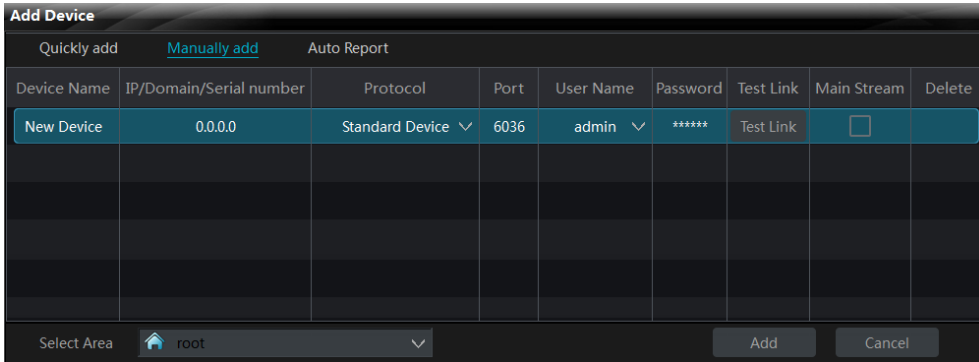 Add Device
Quickly add Manually add Auto Report
Device Name IP/Domain/Serial number Protocol Port User Name Password Test Link Main Stream Delete
New Device 0.0.0.0 Standard Device 6036 admin ****** Test Link
Select Area root Add Cancel